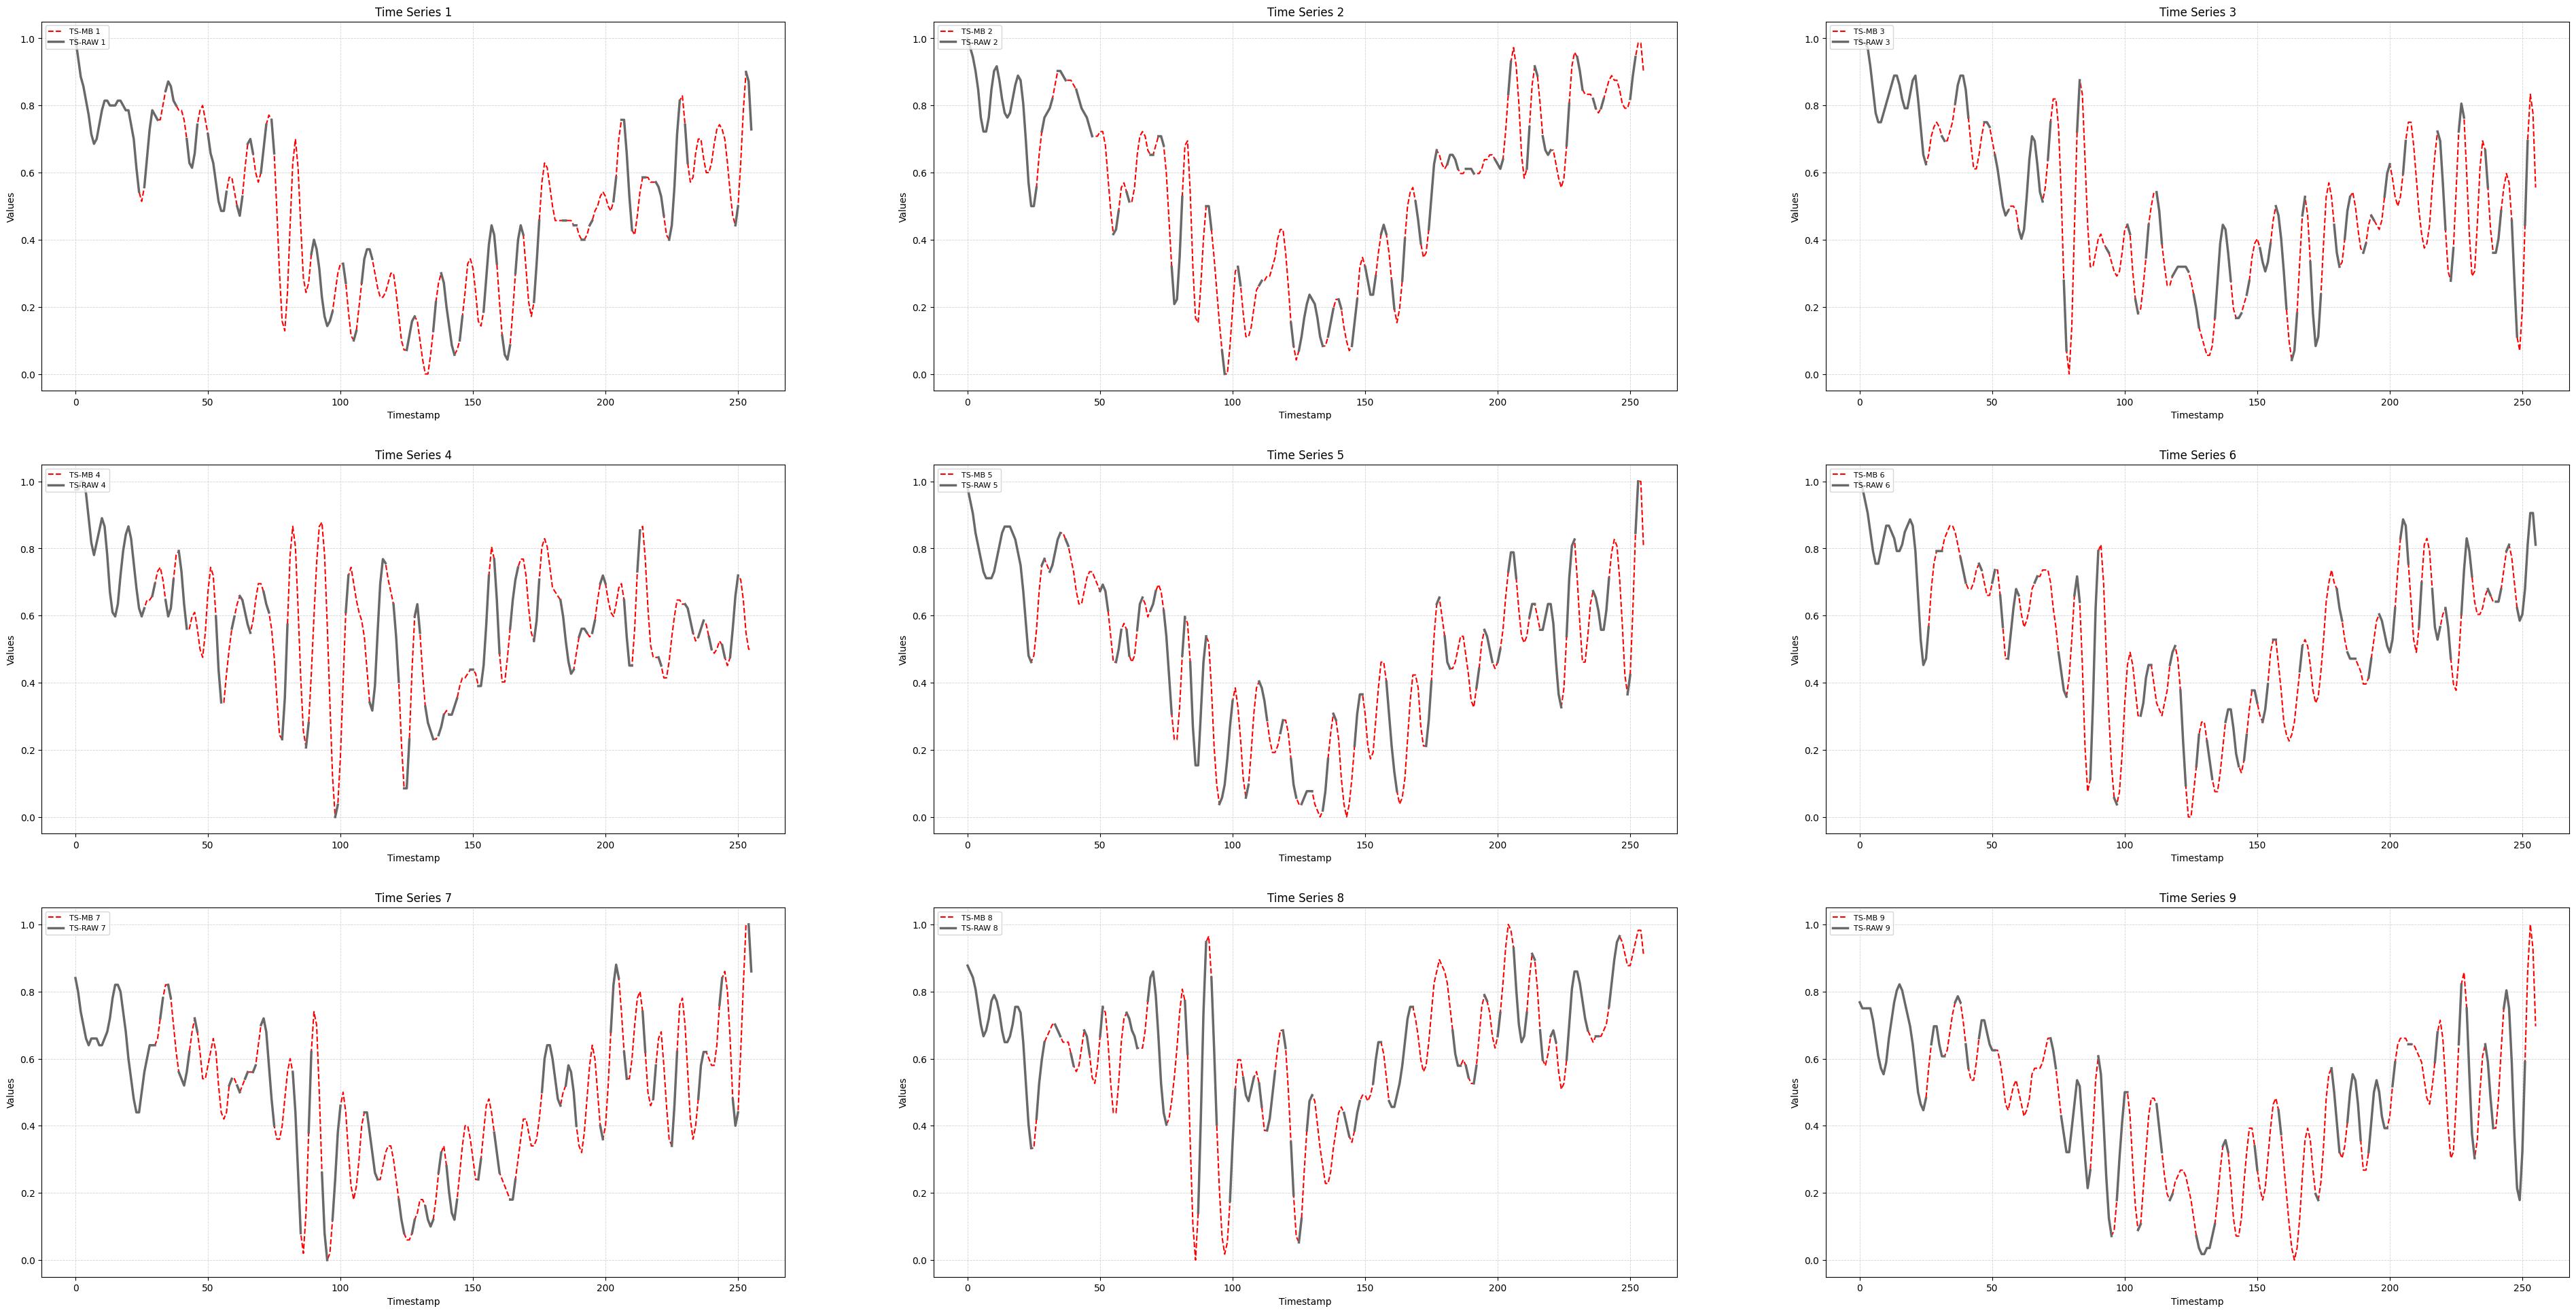 Time Series 1
TS-MB 1
TS-RAW 1
1.0
0.8
0.6
0.4
0.2
0.0
Values
0 50 100 150 200 250
Timestamp
Time Series 2
TS-MB 2
TS-RAW 2
1.0
0.8
0.6
0.4
0.2
0.0
Values
0 50 100 150 200 250
Timestamp
Time Series 3
TS-MB 3
TS-RAW 3
1.0
0.8
0.6
0.4
0.2
0.0
Values
0 50 100 150 200 250
Timestamp
Time Series 4
TS-MB 4
TS-RAW 4
1.0
0.8
0.6
0.4
0.2
0.0
Values
0 50 100 150 200 250
Timestamp
Time Series 5
TS-MB 5
TS-RAW 5
1.0
0.8
0.6
0.4
0.2
0.0
Values
0 50 100 150 200 250
Timestamp
Time Series 6
TS-MB 6
TS-RAW 6
1.0
0.8
0.6
0.4
0.2
0.0
Values
0 50 100 150 200 250
Timestamp
Time Series 7
TS-MB 7
TS-RAW 7
1.0
0.8
0.6
0.4
0.2
0.0
Values
0 50 100 150 200 250
Timestamp
Time Series 8
TS-MB 8
TS-RAW 8
1.0
0.8
0.6
0.4
0.2
0.0
Values
0 50 100 150 200 250
Timestamp
Time Series 9
TS-MB 9
TS-RAW 9
1.0
0.8
0.6
0.4
0.2
0.0
Values
0 50 100 150 200 250
Timestamp